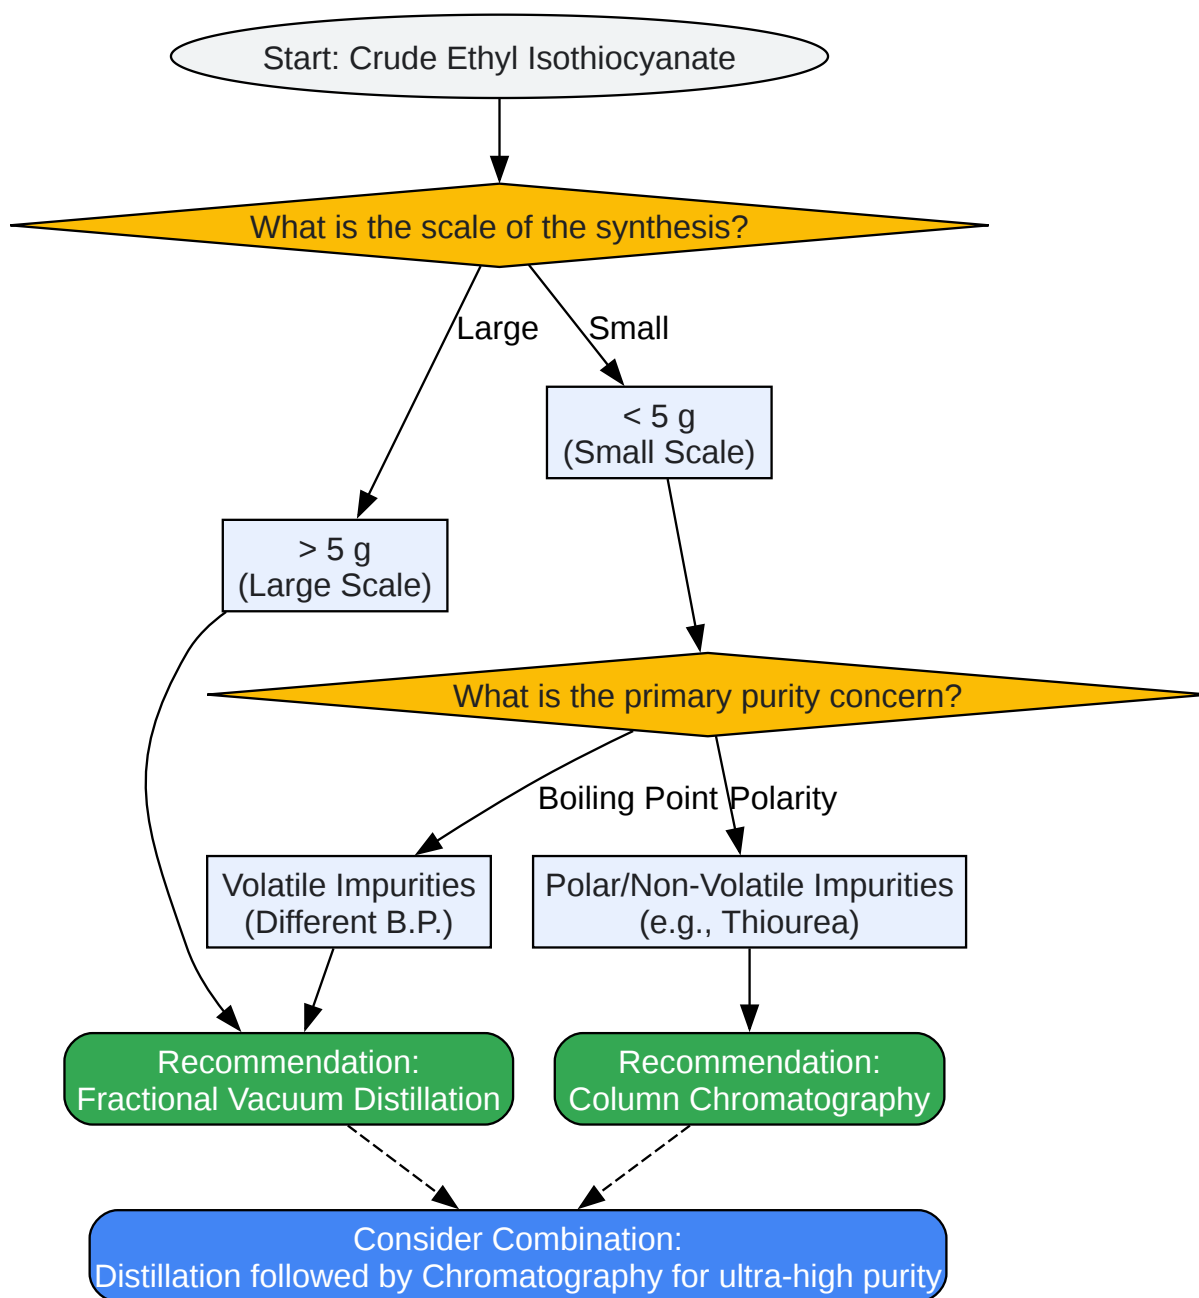 Start: Crude Ethyl Isothiocyanate
What is the scale of the synthesis?
Large
Small
< 5 g
(Small Scale)
> 5 g
(Large Scale)
What is the primary purity concern?
Boiling Point
Polarity
Volatile Impurities
(Different B.P.)
Polar/Non-Volatile Impurities
(e.g., Thiourea)
Recommendation:
Fractional Vacuum Distillation
Recommendation:
Column Chromatography
Consider Combination:
Distillation followed by Chromatography for ultra-high purity